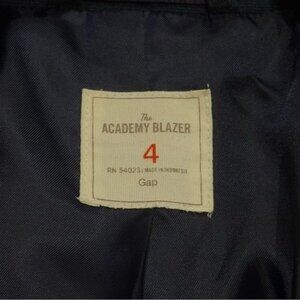 The
ACADEMY BLAZER
4
RN 54023 : MADE IN INDONESIA
Gap